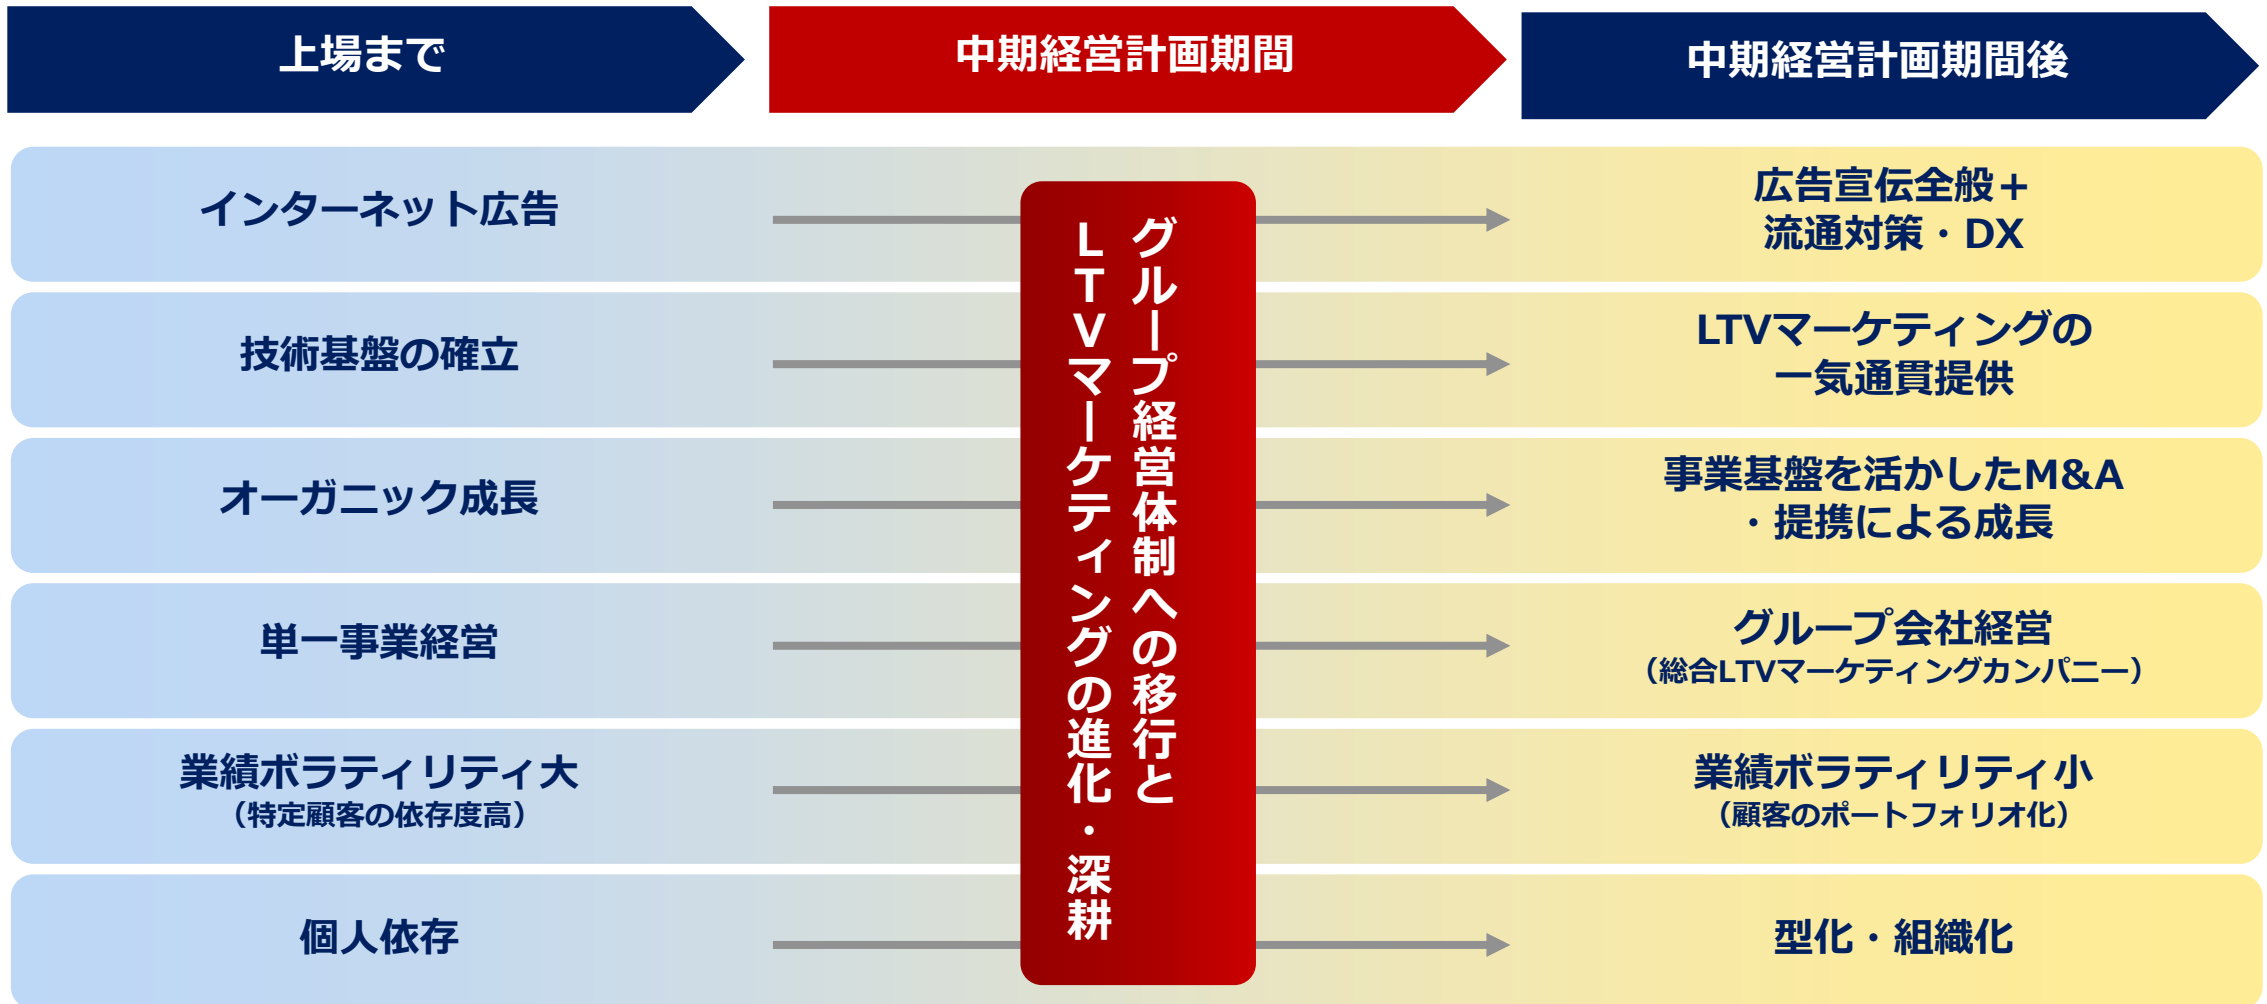 上場まで
中期経営計画期間
中期経営計画期間後
インターネット広告
広告宣伝全般＋
流通対策・DX
技術基盤の確立
LTVマーケティングの
一気通貫提供
オーガニック成長
事業基盤を活かしたM&A
・提携による成長
単一事業経営
グループ会社経営
（総合LTVマーケティングカンパニー）
業績ボラティリティ大
（特定顧客の依存度高）
業績ボラティリティ小
（顧客のポートフォリオ化）
個人依存
型化・組織化
グループ経営体制への移行と
LTVマーケティングの進化・深耕